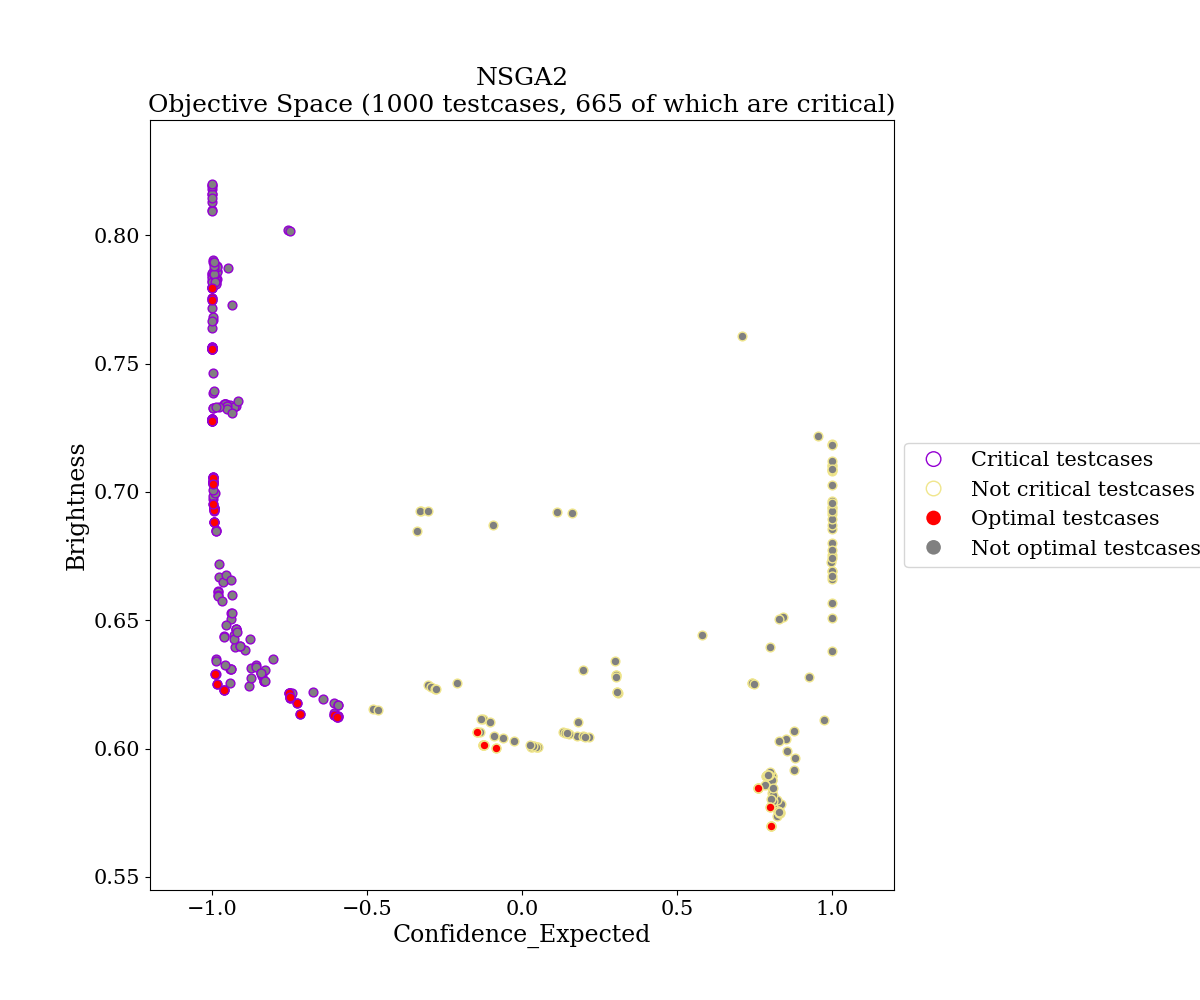 NSGA2
Objective Space (1000 testcases, 665 of which are critical)
0.80
0.75
0.70
0.65
0.60
0.55
Brightness
−1.0
−0.5
0.0
0.5
1.0
Confidence_Expected
Critical testcases
Not critical testcases
Optimal testcases
Not optimal testcases